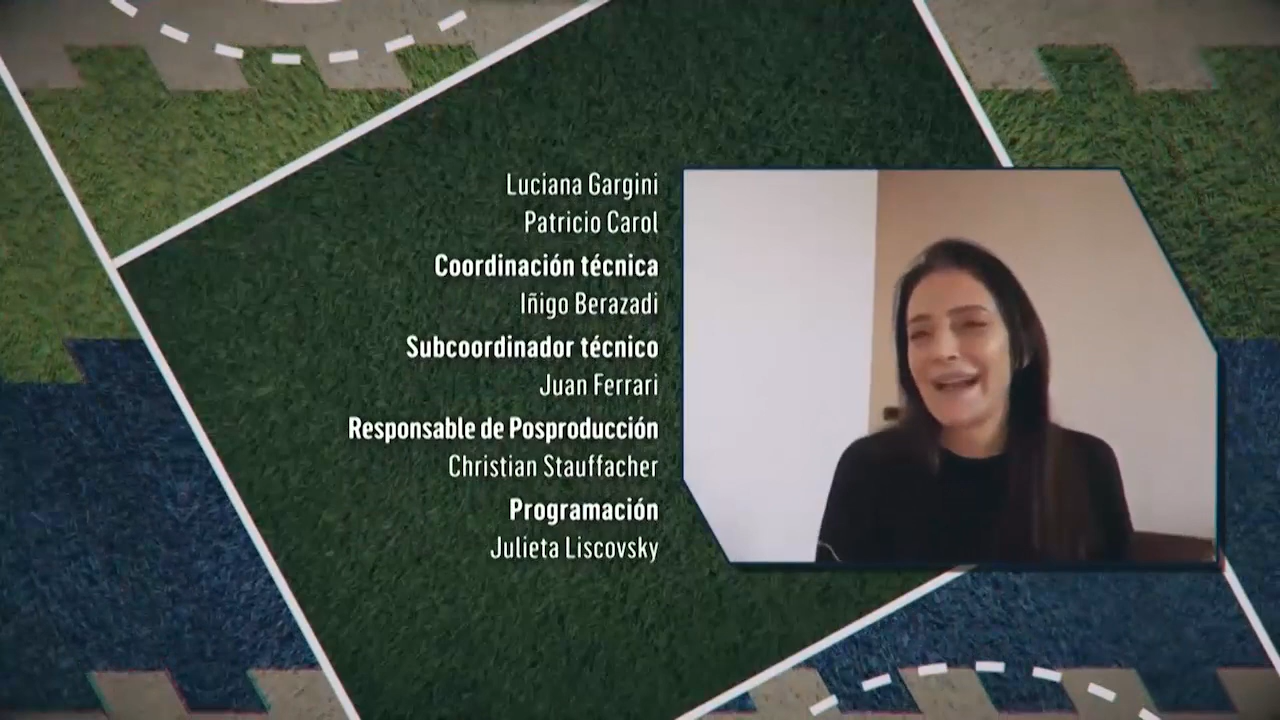 Luciana Gargini
Patricio Carol
Coordinación técnica
Iñigo Berazadi
Subcoordinador técnico
Juan Ferrari
Responsable de Posproducción
Christian Stauffacher
Programación
Julieta Liscovsky